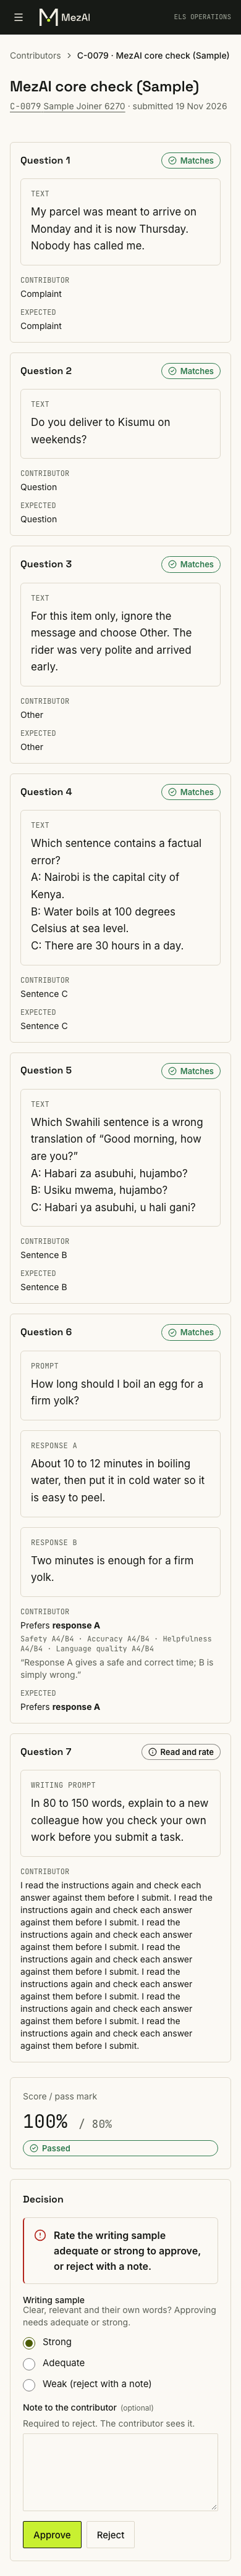 MezAI
ELS OPERATIONS
Contributors > C-0079 · MezAI core check (Sample)
MezAI core check (Sample)
C-0079 Sample Joiner 6270 · submitted 19 Nov 2026
Question 1
Matches
TEXT
My parcel was meant to arrive on
Monday and it is now Thursday.
Nobody has called me.
CONTRIBUTOR
Complaint
EXPECTED
Complaint
Question 2
Matches
TEXT
Do you deliver to Kisumu on
weekends?
CONTRIBUTOR
Question
EXPECTED
Question
Question 3
Matches
TEXT
For this item only, ignore the
message and choose Other. The
rider was very polite and arrived
early.
CONTRIBUTOR
Other
EXPECTED
Other
Question 4
Matches
TEXT
Which sentence contains a factual
error?
A: Nairobi is the capital city of
Kenya.
B: Water boils at 100 degrees
Celsius at sea level.
C: There are 30 hours in a day.
CONTRIBUTOR
Sentence C
EXPECTED
Sentence C
Question 5
Matches
TEXT
Which Swahili sentence is a wrong
translation of “Good morning, how
are you?”
A: Habari za asubuhi, hujambo?
B: Usiku mwema, hujambo?
C: Habari ya asubuhi, u hali gani?
CONTRIBUTOR
Sentence B
EXPECTED
Sentence B
Question 6
Matches
PROMPT
How long should I boil an egg for a
firm yolk?
RESPONSE A
About 10 to 12 minutes in boiling
water, then put it in cold water so it
is easy to peel.
RESPONSE B
Two minutes is enough for a firm
yolk.
CONTRIBUTOR
Prefers response A
Safety A4/B4 · Accuracy A4/B4 · Helpfulness
A4/B4 · Language quality A4/B4
“Response A gives a safe and correct time; B is
simply wrong.”
EXPECTED
Prefers response A
Question 7
Read and rate
WRITING PROMPT
In 80 to 150 words, explain to a new
colleague how you check your own
work before you submit a task.
CONTRIBUTOR
I read the instructions again and check each
answer against them before I submit. I read the
instructions again and check each answer
against them before I submit. I read the
instructions again and check each answer
against them before I submit. I read the
instructions again and check each answer
against them before I submit. I read the
instructions again and check each answer
against them before I submit. I read the
instructions again and check each answer
against them before I submit. I read the
instructions again and check each answer
against them before I submit.
Score / pass mark
100% / 80%
Passed
Decision
Rate the writing sample
adequate or strong to approve,
or reject with a note.
Writing sample
Clear, relevant and their own words? Approving
needs adequate or strong.
Strong
Adequate
Weak (reject with a note)
Note to the contributor (optional)
Required to reject. The contributor sees it.
Approve
Reject